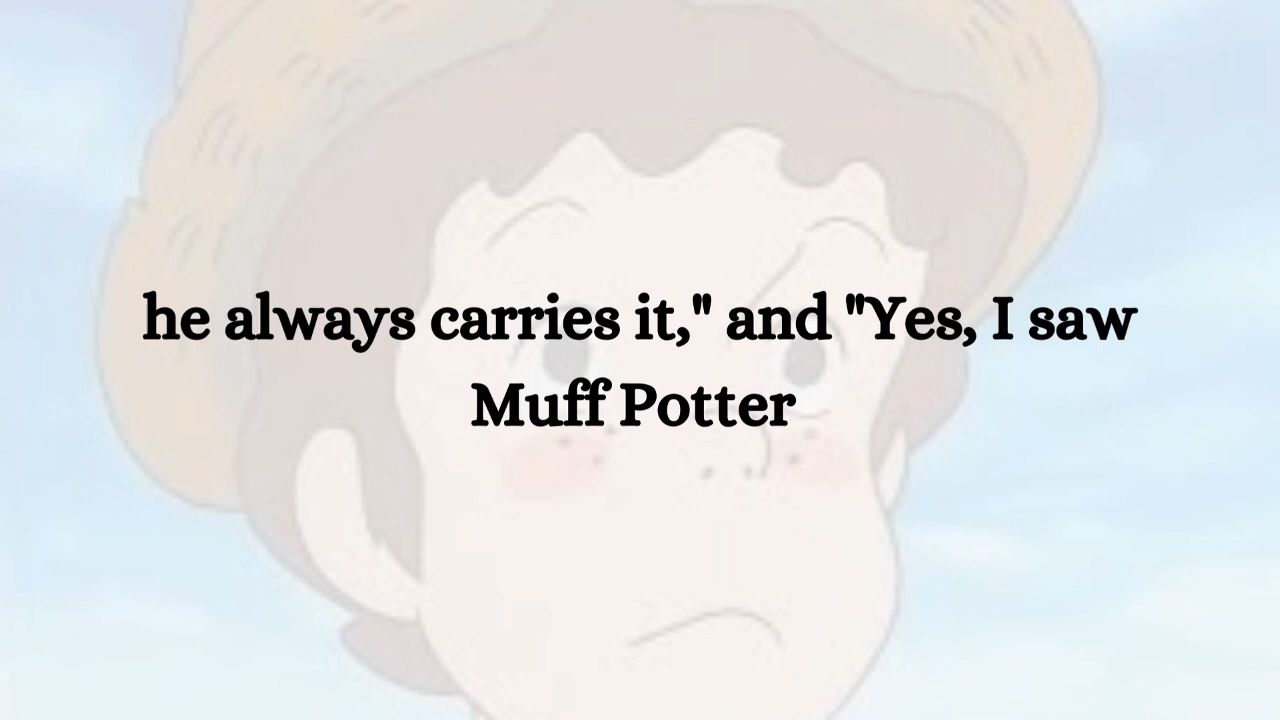 he always carries it," and "Yes, I saw
Muff Potter